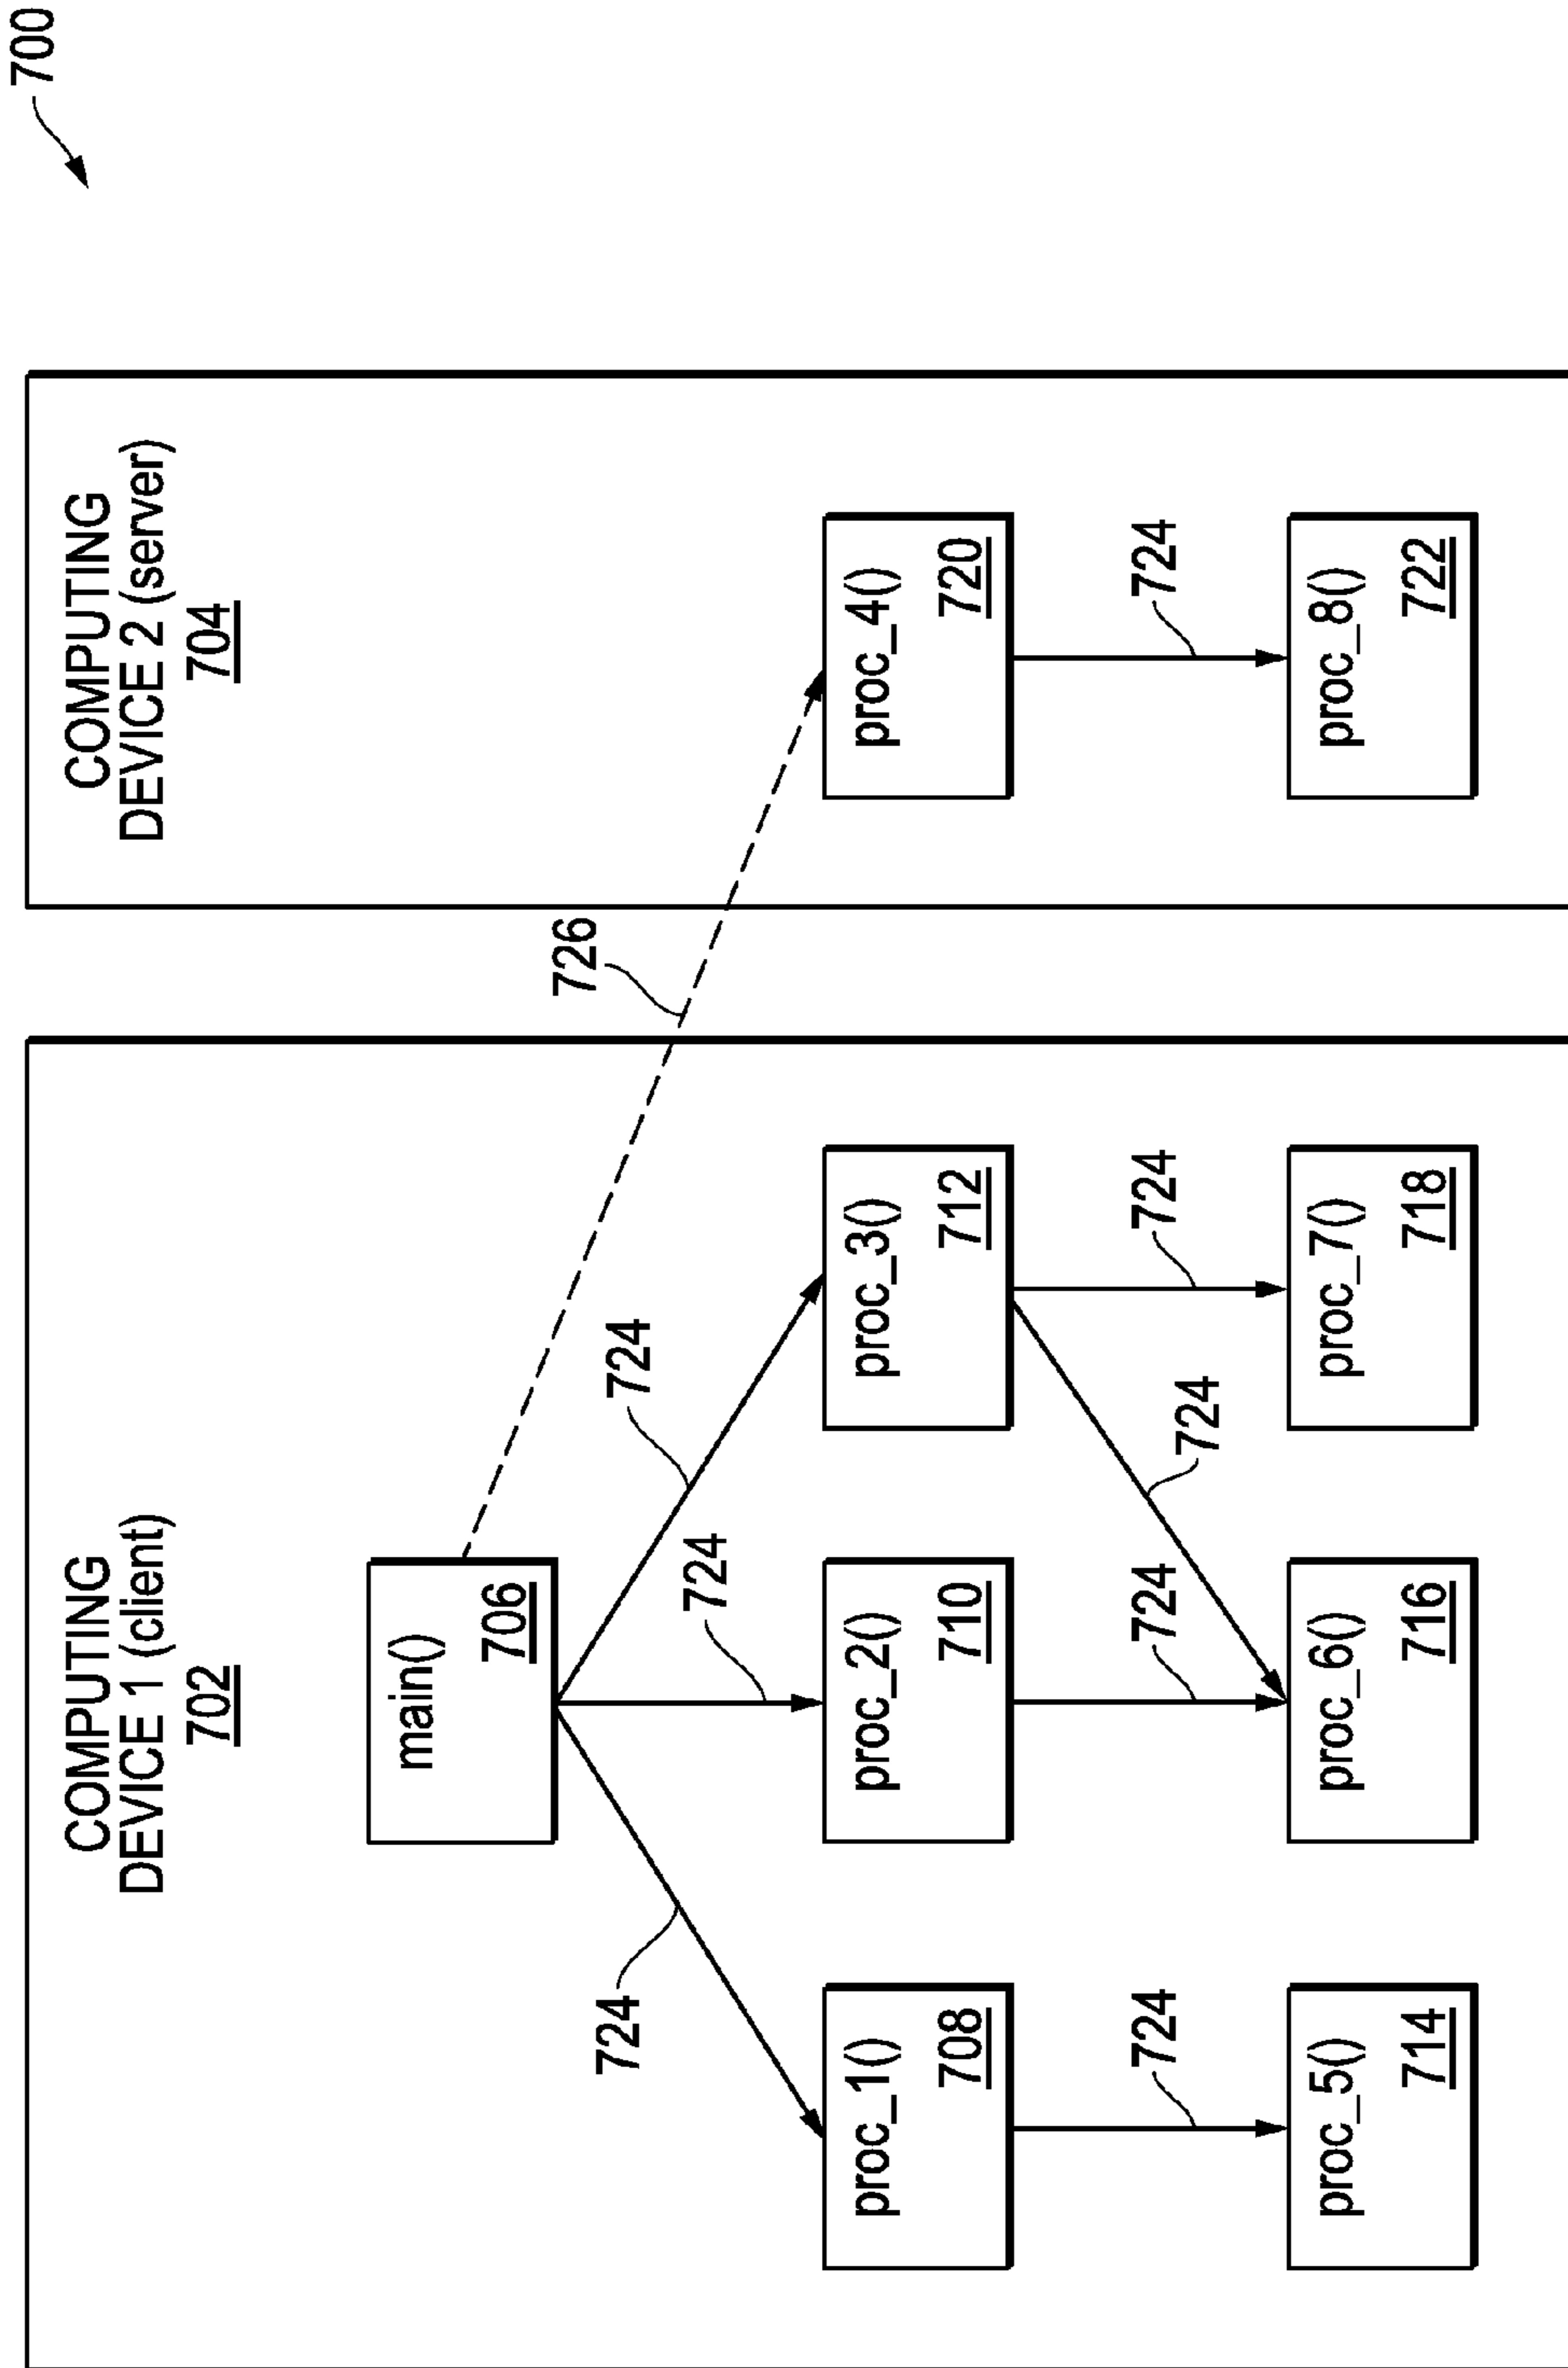 700
COMPUTING
DEVICE 1 (client)
702
COMPUTING
DEVICE 2 (server)
704
main()
706
726
724
724
724
proc_1()
708
proc_2()
710
proc_3()
712
proc_4()
720
724
724
724
724
724
proc_5()
714
proc_6()
716
proc_7()
718
proc_8()
722